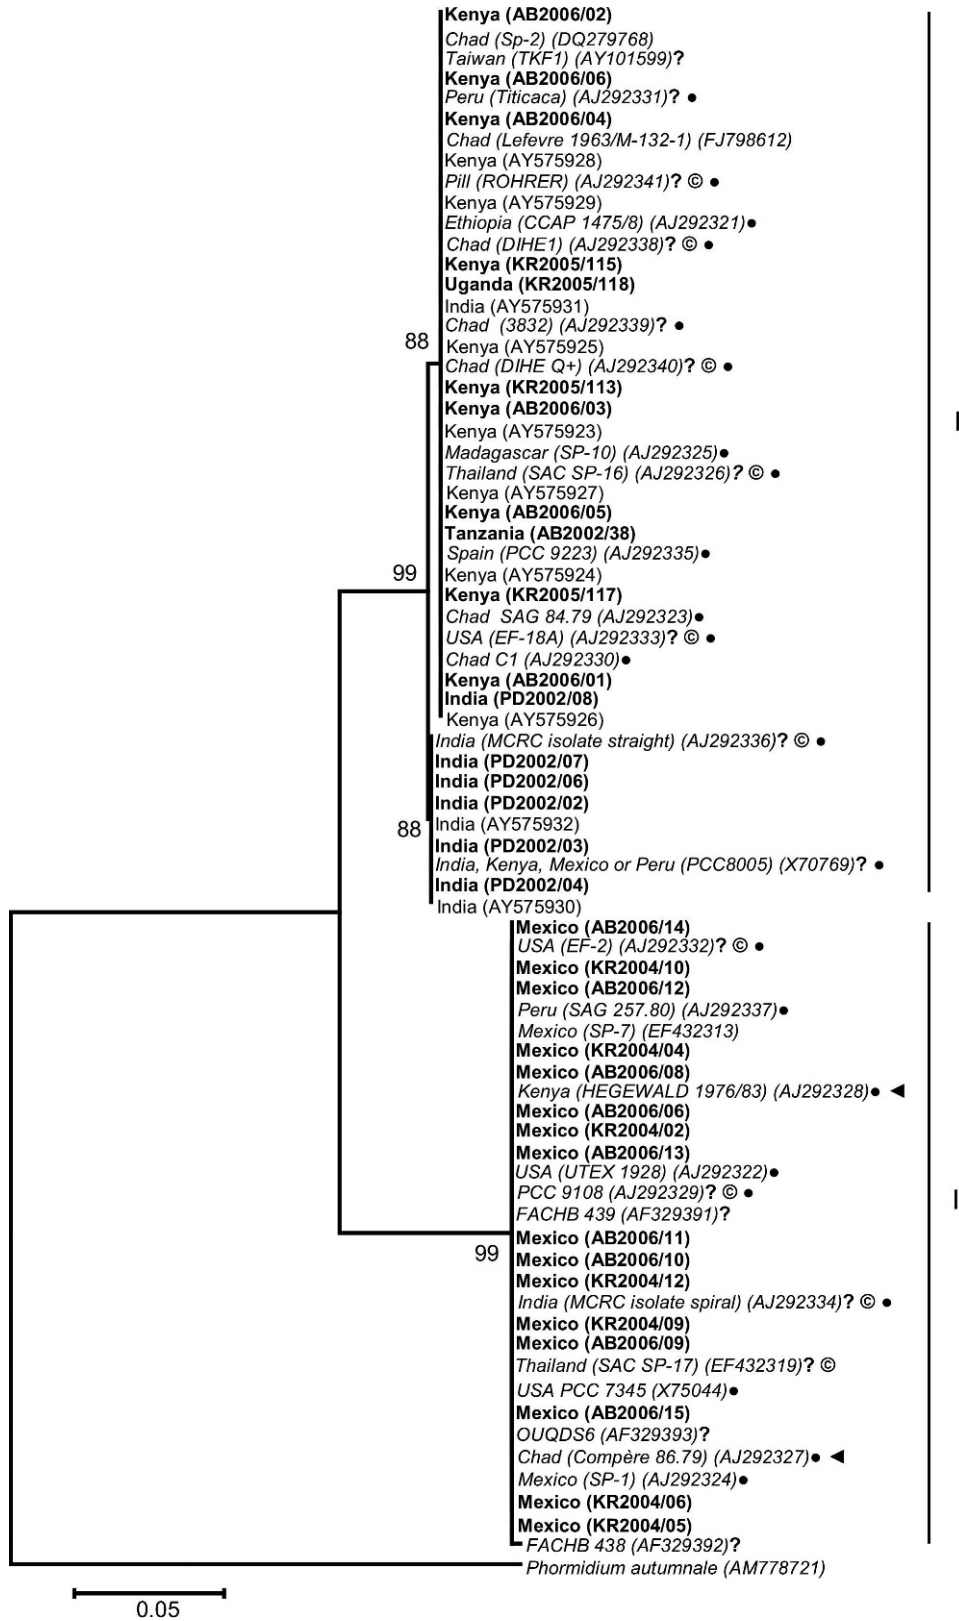 Kenya (AB2006/02)
Chad (Sp-2) (DQ279768)
Taiwan (TKF1) (AY101599)?
Kenya (AB2006/06)
Peru (Titicaca) (AJ292331)? ●
Kenya (AB2006/04)
Chad (Lefevre 1963/M-132-1) (FJ798612)
Kenya (AY575928)
Pill (ROHRER) (AJ292341)? © ●
Kenya (AY575929)
Ethiopia (CCAP 1475/8) (AJ292321)●
Chad (DIHE1) (AJ292338)? © ●
Kenya (KR2005/115)
Uganda (KR2005/118)
India (AY575931)
Chad (3832) (AJ292339)? ●
88
Kenya (AY575925)
Chad (DIHE Q+) (AJ292340)? © ●
Kenya (KR2005/113)
Kenya (AB2006/03)
I
Kenya (AY575923)
Madagascar (SP-10) (AJ292325)●
Thailand (SAC SP-16) (AJ292326)? © ●
Kenya (AY575927)
Kenya (AB2006/05)
Tanzania (AB2002/38)
Spain (PCC 9223) (AJ292335)●
99
Kenya (AY575924)
Kenya (KR2005/117)
Chad SAG 84.79 (AJ292323)●
USA (EF-18A) (AJ292333)? © ●
Chad C1 (AJ292330)●
Kenya (AB2006/01)
India (PD2002/08)
Kenya (AY575926)
India (MCRC isolate straight) (AJ292336)? © ●
India (PD2002/07)
India (PD2002/06)
India (PD2002/02)
88
India (AY575932)
India (PD2002/03)
India, Kenya, Mexico or Peru (PCC8005) (X70769)? ●
India (PD2002/04)
India (AY575930)
Mexico (AB2006/14)
USA (EF-2) (AJ292332)? © ●
Mexico (KR2004/10)
Mexico (AB2006/12)
Peru (SAG 257.80) (AJ292337)●
Mexico (SP-7) (EF432313)
Mexico (KR2004/04)
Mexico (AB2006/08)
Kenya (HEGEWALD 1976/83) (AJ292328)● ◄
Mexico (AB2006/06)
Mexico (KR2004/02)
Mexico (AB2006/13)
USA (UTEX 1928) (AJ292322)●
PCC 9108 (AJ292329)? © ●
I
FACHB 439 (AF329391)?
Mexico (AB2006/11)
99
Mexico (AB2006/10)
Mexico (KR2004/12)
India (MCRC isolate spiral) (AJ292334)? © ●
Mexico (KR2004/09)
Mexico (AB2006/09)
Thailand (SAC SP-17) (EF432319)? ©
USA PCC 7345 (X75044)●
Mexico (AB2006/15)
OUQDS6 (AF329393)?
Chad (Compère 86.79) (AJ292327)● ◄
Mexico (SP-1) (AJ292324)●
Mexico (KR2004/06)
Mexico (KR2004/05)
FACHB 438 (AF329392)?
Phormidium autumnale (AM778721)
0.05